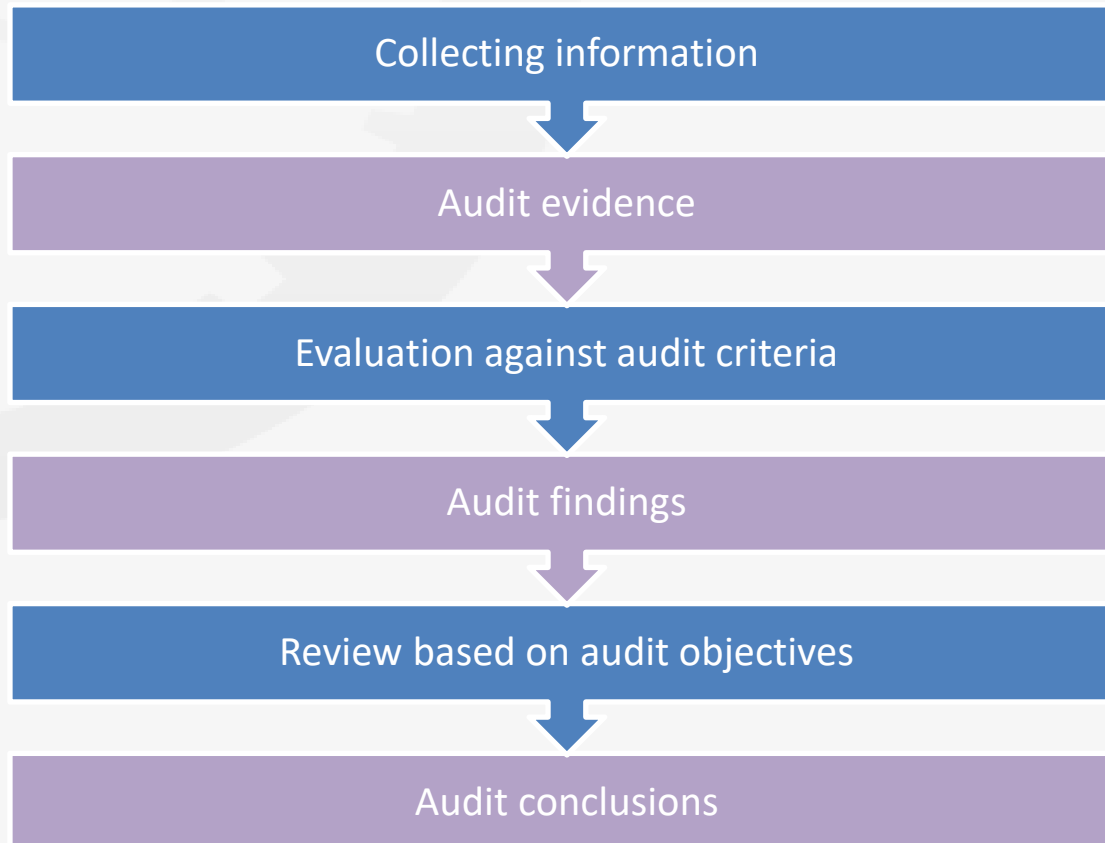 Collecting information
Audit evidence
Evaluation against audit criteria
Audit findings
Review based on audit objectives
Audit conclusions